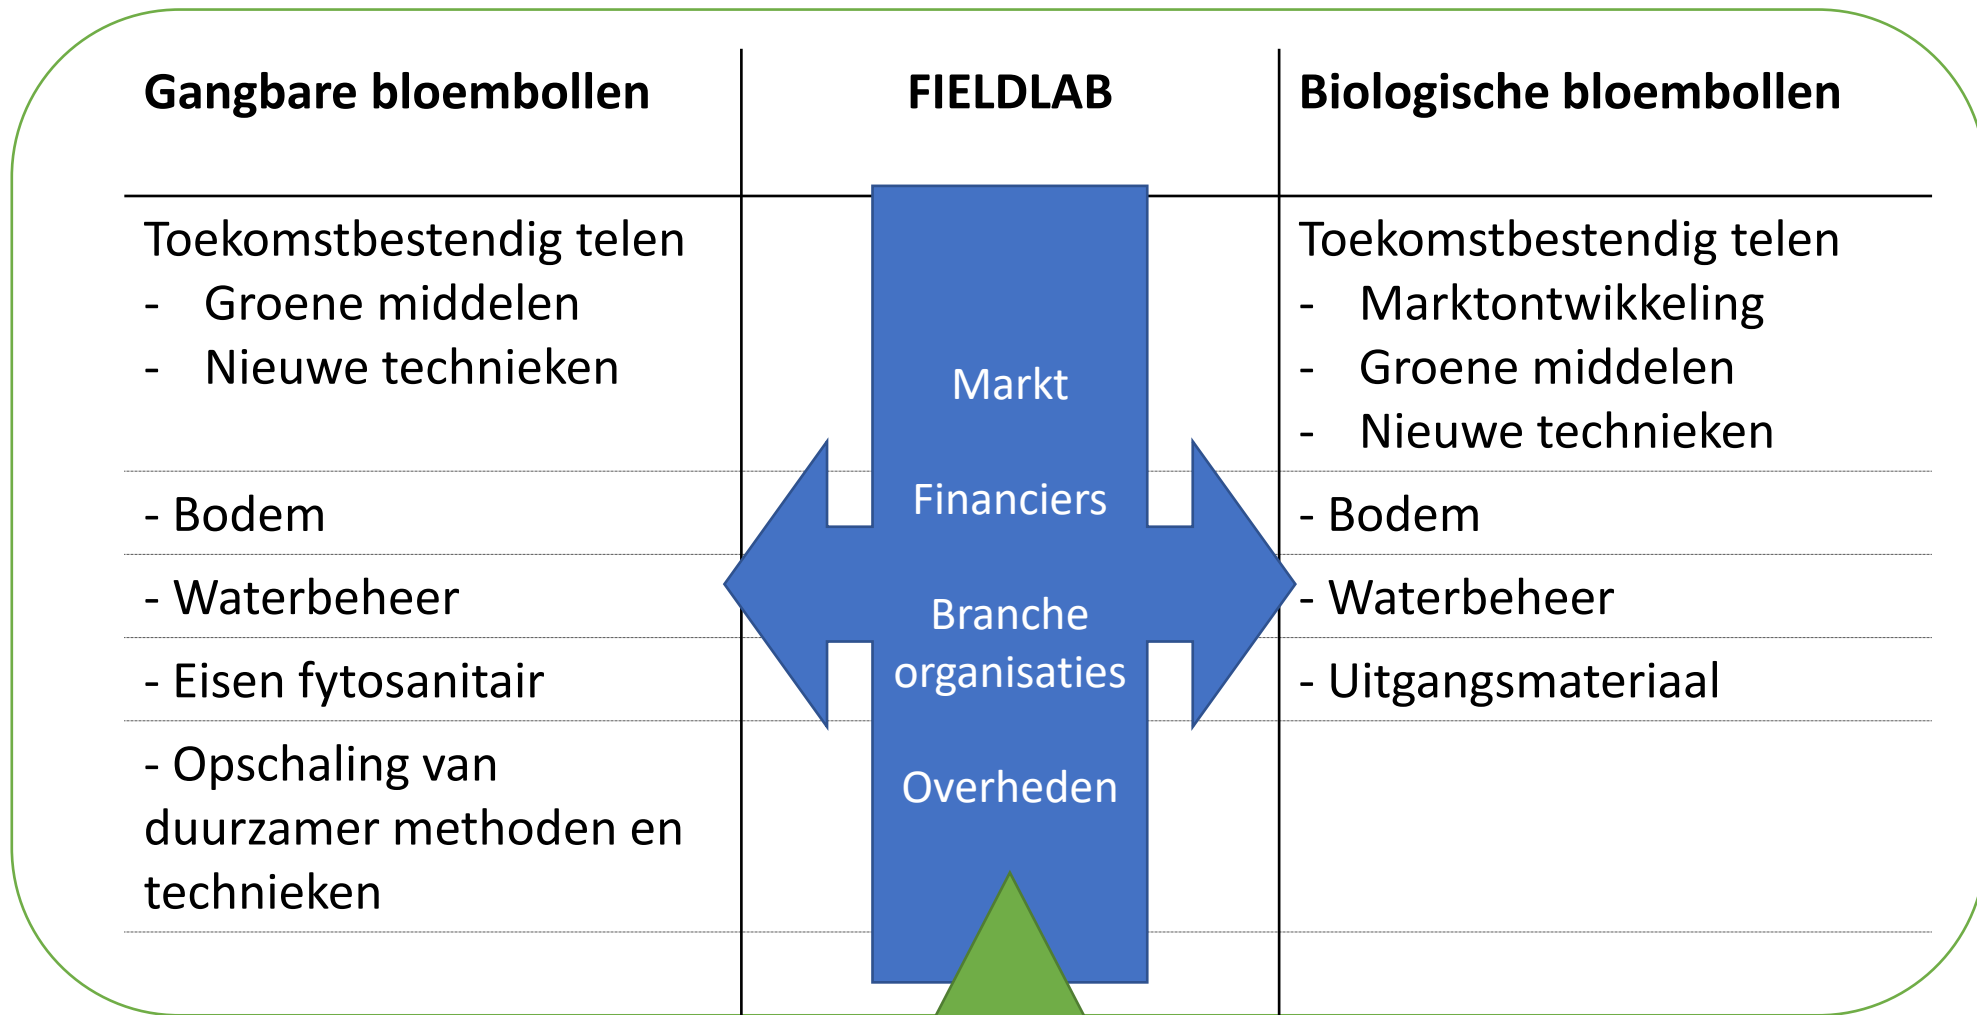 Gangbare bloembollen
FIELDLAB
Biologische bloembollen
Toekomstbestendig telen
- Groene middelen
- Nieuwe technieken
- Bodem
- Waterbeheer
- Eisen fytosanitair
- Opschaling van
duurzamer methoden en
technieken
Markt
Financiers
Branche
organisaties
Overheden
Toekomstbestendig telen
- Marktontwikkeling
- Groene middelen
- Nieuwe technieken
- Bodem
- Waterbeheer
- Uitgangsmateriaal